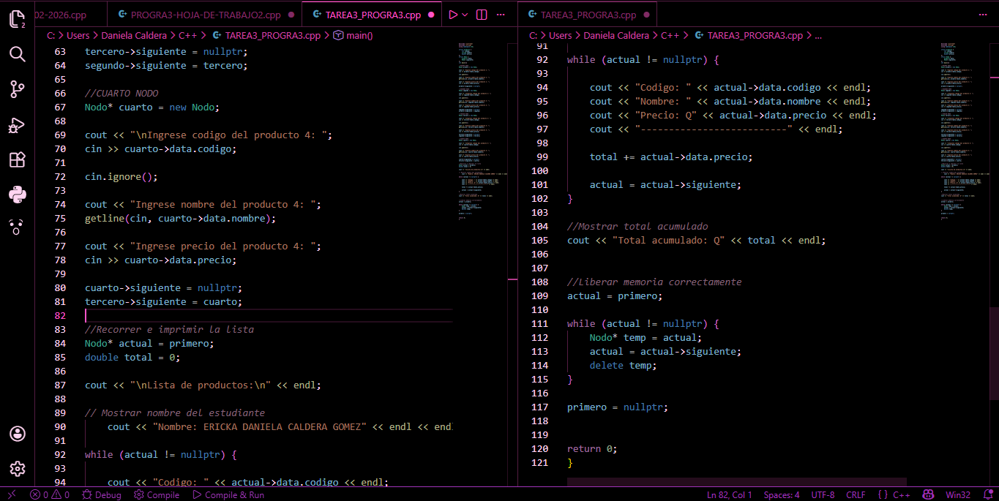 02-2026.cpp
PROGRA3-HOJA-DE-TRABAJO2.cpp
TAREA3_PROGRA3.cpp
C: > Users > Daniela Caldera > C++ > TAREA3_PROGRA3.cpp > main()
63 tercero->siguiente = nullptr;
64 segundo->siguiente = tercero;
65
66 //CUARTO NODO
67 Nodo* cuarto = new Nodo;
68
69 cout << "\nIngrese codigo del producto 4: ";
70 cin >> cuarto->data.codigo;
71
72 cin.ignore();
73
74 cout << "Ingrese nombre del producto 4: ";
75 getline(cin, cuarto->data.nombre);
76
77 cout << "Ingrese precio del producto 4: ";
78 cin >> cuarto->data.precio;
79
80 cuarto->siguiente = nullptr;
81 tercero->siguiente = cuarto;
82
83 //Recorrer e imprimir la lista
84 Nodo* actual = primero;
85 double total = 0;
86
87 cout << "\nLista de productos:\n" << endl;
88
89 // Mostrar nombre del estudiante
90 cout << "Nombre: ERICKA DANIELA CALDERA GOMEZ" << endl << end
91
92 while (actual != nullptr) {
93
94 cout << "Codigo: " << actual->data.codigo << endl;
TAREA3_PROGRA3.cpp
C: > Users > Daniela Caldera > C++ > TAREA3_PROGRA3.cpp > ...
91
92 while (actual != nullptr) {
93
94 cout << "Codigo: " << actual->data.codigo << endl;
95 cout << "Nombre: "  << actual->data.nombre << endl;
96 cout << "Precio: Q" << actual->data.precio << endl;
97 cout << "--------------------------" << endl;
98
99 total += actual->data.precio;
100
101 actual = actual->siguiente;
102 }
103
104 //Mostrar total acumulado
105 cout << "Total acumulado: Q" << total << endl;
106
107
108 //Liberar memoria correctamente
109 actual = primero;
110
111 while (actual != nullptr) {
112 Nodo* temp = actual;
113 actual = actual->siguiente;
114 delete temp;
115 }
116
117 primero = nullptr;
118
119
120 return 0;
121 }
2
0 0 Debug Compile Compile & Run Ln 82, Col 1 Spaces: 4 UTF-8 CRLF { } C++ Win32